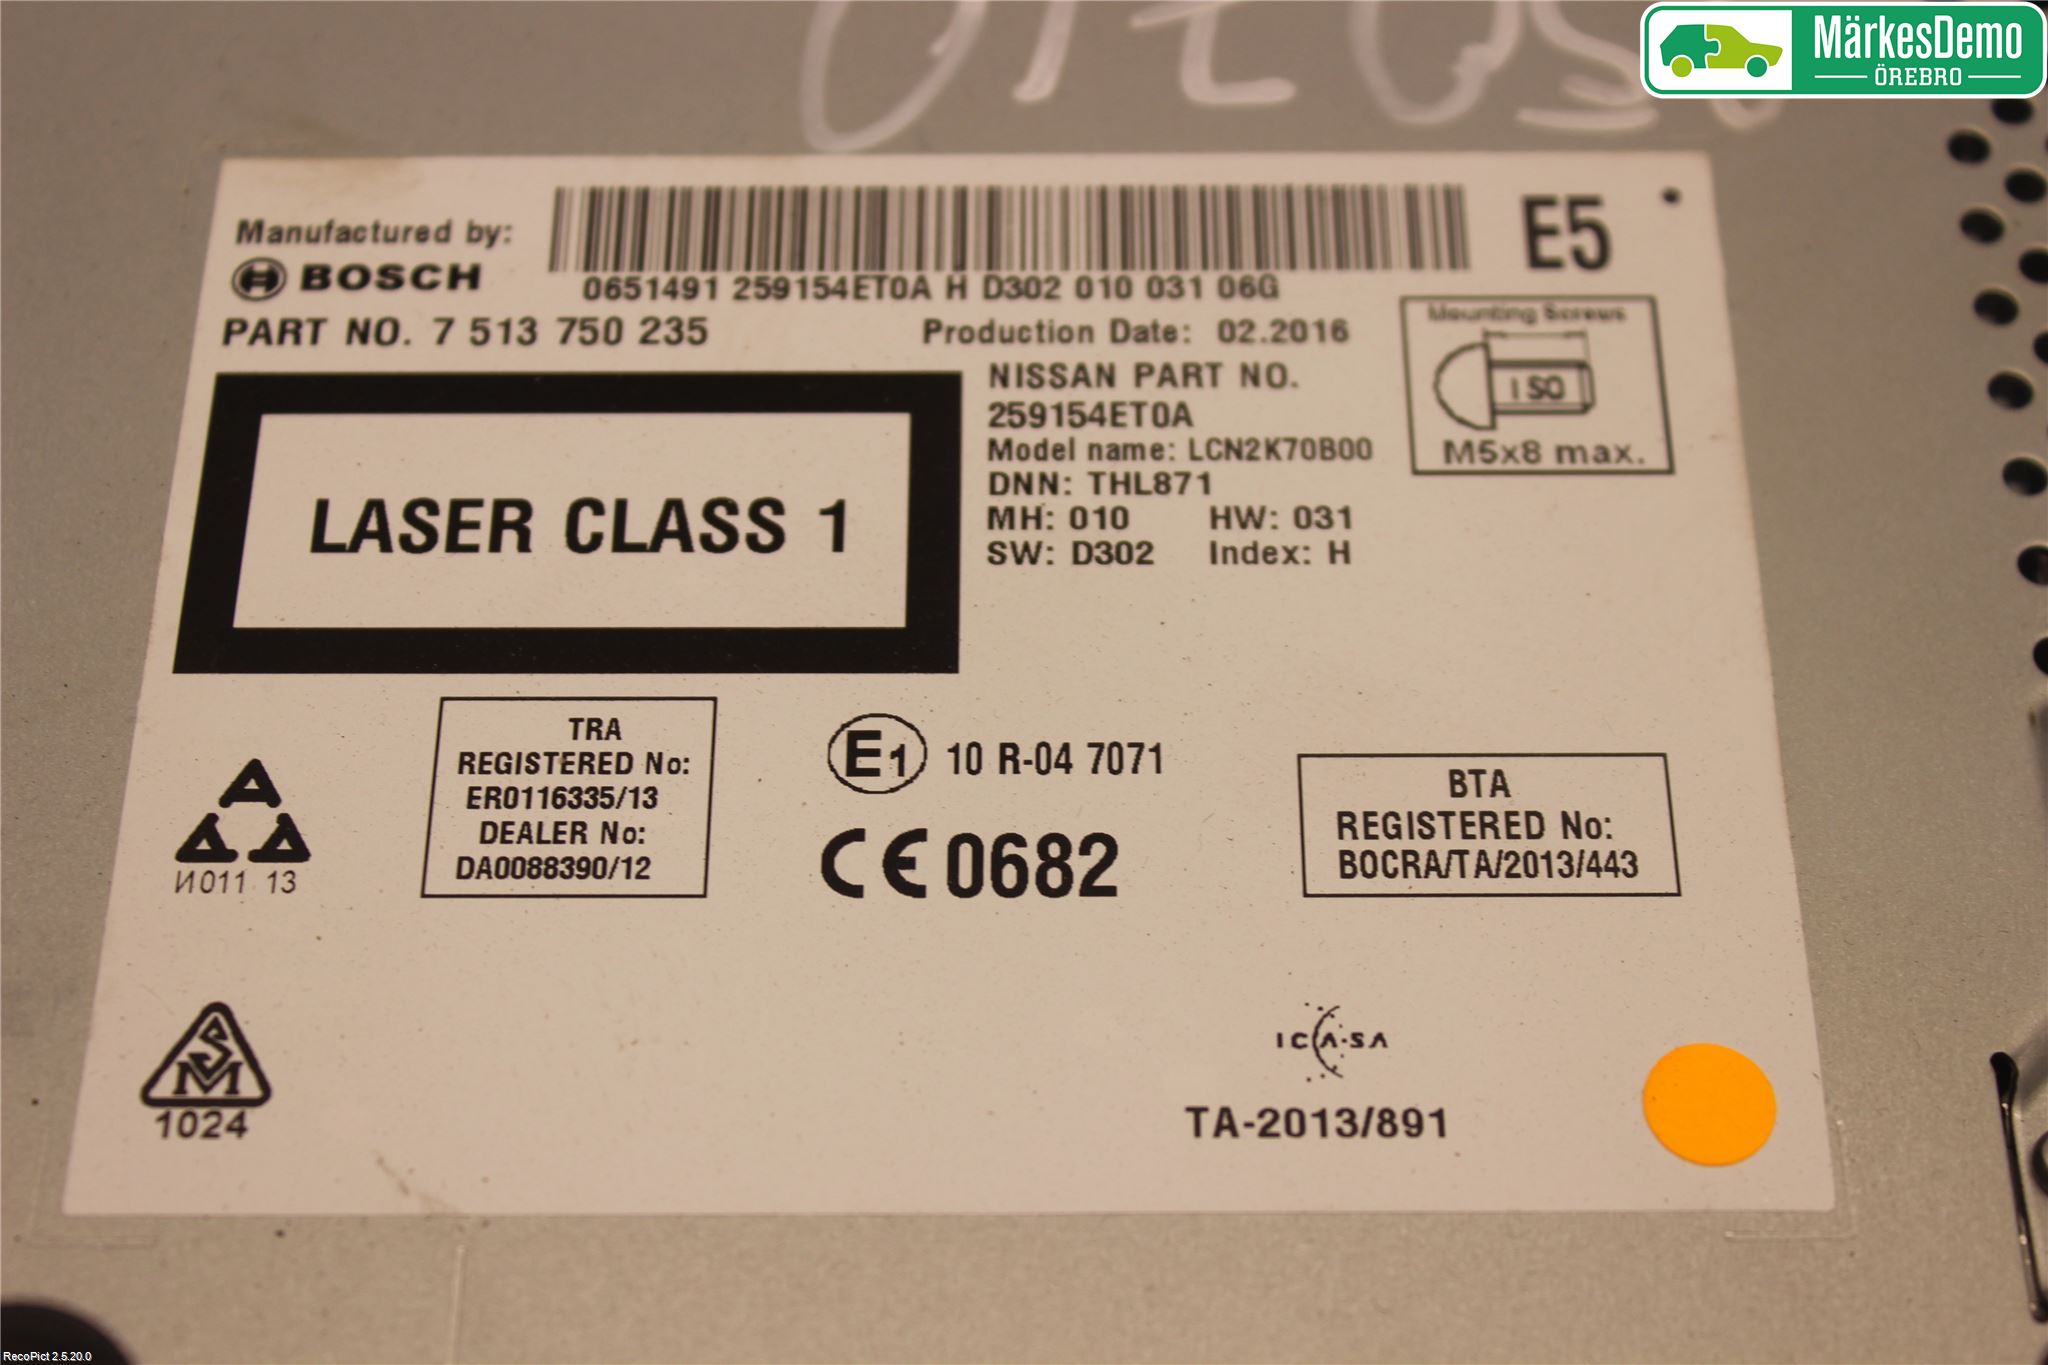 MärkesDemo
ÖREBRO
Manufactured by:
BOSCH
0651491 259154ET0A H D302 010 031 06G
E5
PART NO. 7 513 750 235
Production Date: 02.2016
Mounting Screws
ISO
M5x8 max.
NISSAN PART NO.
259154ET0A
Model name: LCN2K70B00
DNN: THL871
MH: 010 HW: 031
SW: D302 Index: H
LASER CLASS 1
TRA
REGISTERED No:
ER0116335/13
DEALER No:
DA0088390/12
E1 10 R-04 7071
CE 0682
BTA
REGISTERED No:
BOCRA/TA/2013/443
И011 13
SM
1024
ICASA
TA-2013/891
RecoPict 2.5.20.0